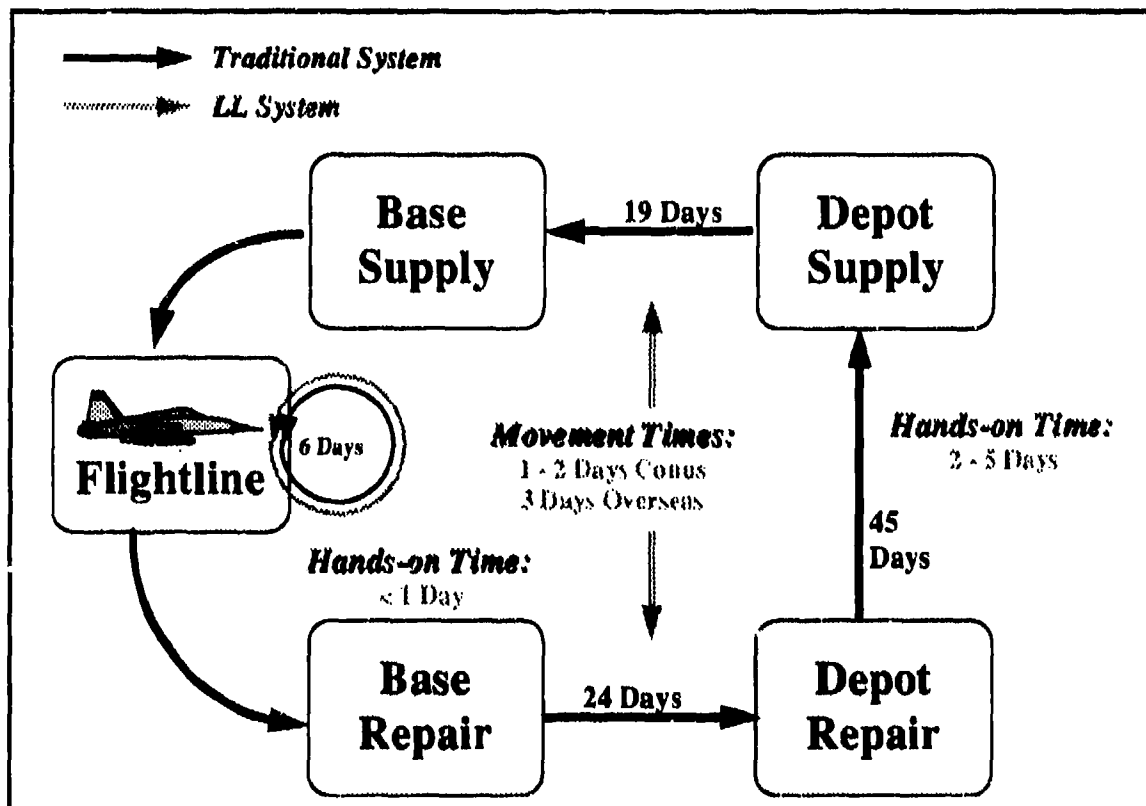 Traditional System
LL System
Base
Supply
19 Days
Depot
Supply
Flightline
6 Days
Movement Times:
1 - 2 Days Conus
3 Days Overseas
Hands-on Time:
2 - 5 Days
45
Days
Hands-on Time:
< 1 Day
Base
Repair
24 Days
Depot
Repair